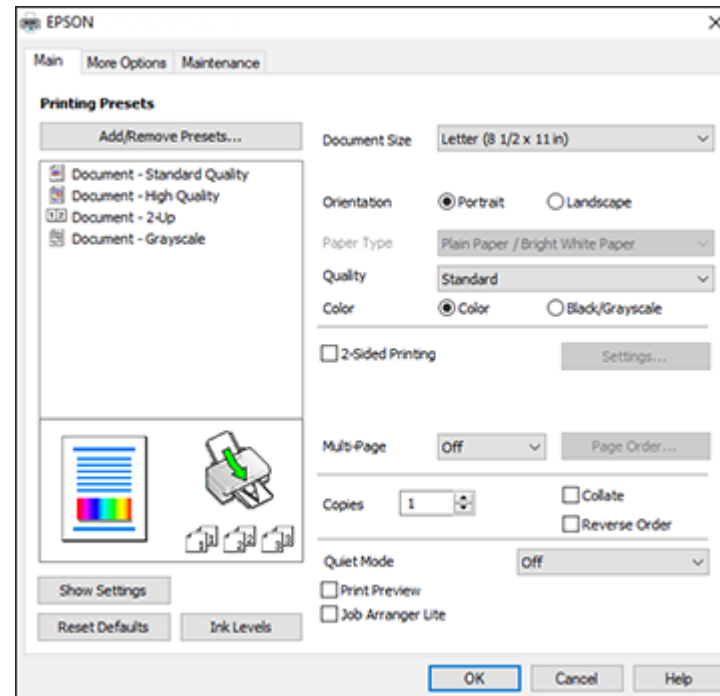 EPSON
Main More Options Maintenance
Printing Presets
Add/Remove Presets...
Document - Standard Quality
Document - High Quality
Document - 2-Up
Document - Grayscale
Show Settings
Reset Defaults Ink Levels
Document Size Letter (8 1/2 x 11 in)
Orientation Portrait Landscape
Paper Type Plain Paper / Bright White Paper
Quality Standard
Color Color Black/Grayscale
2-Sided Printing Settings...
Multi-Page Off Page Order...
Copies 1 Collate
Reverse Order
Quiet Mode Off
Print Preview
Job Arranger Lite
OK Cancel Help